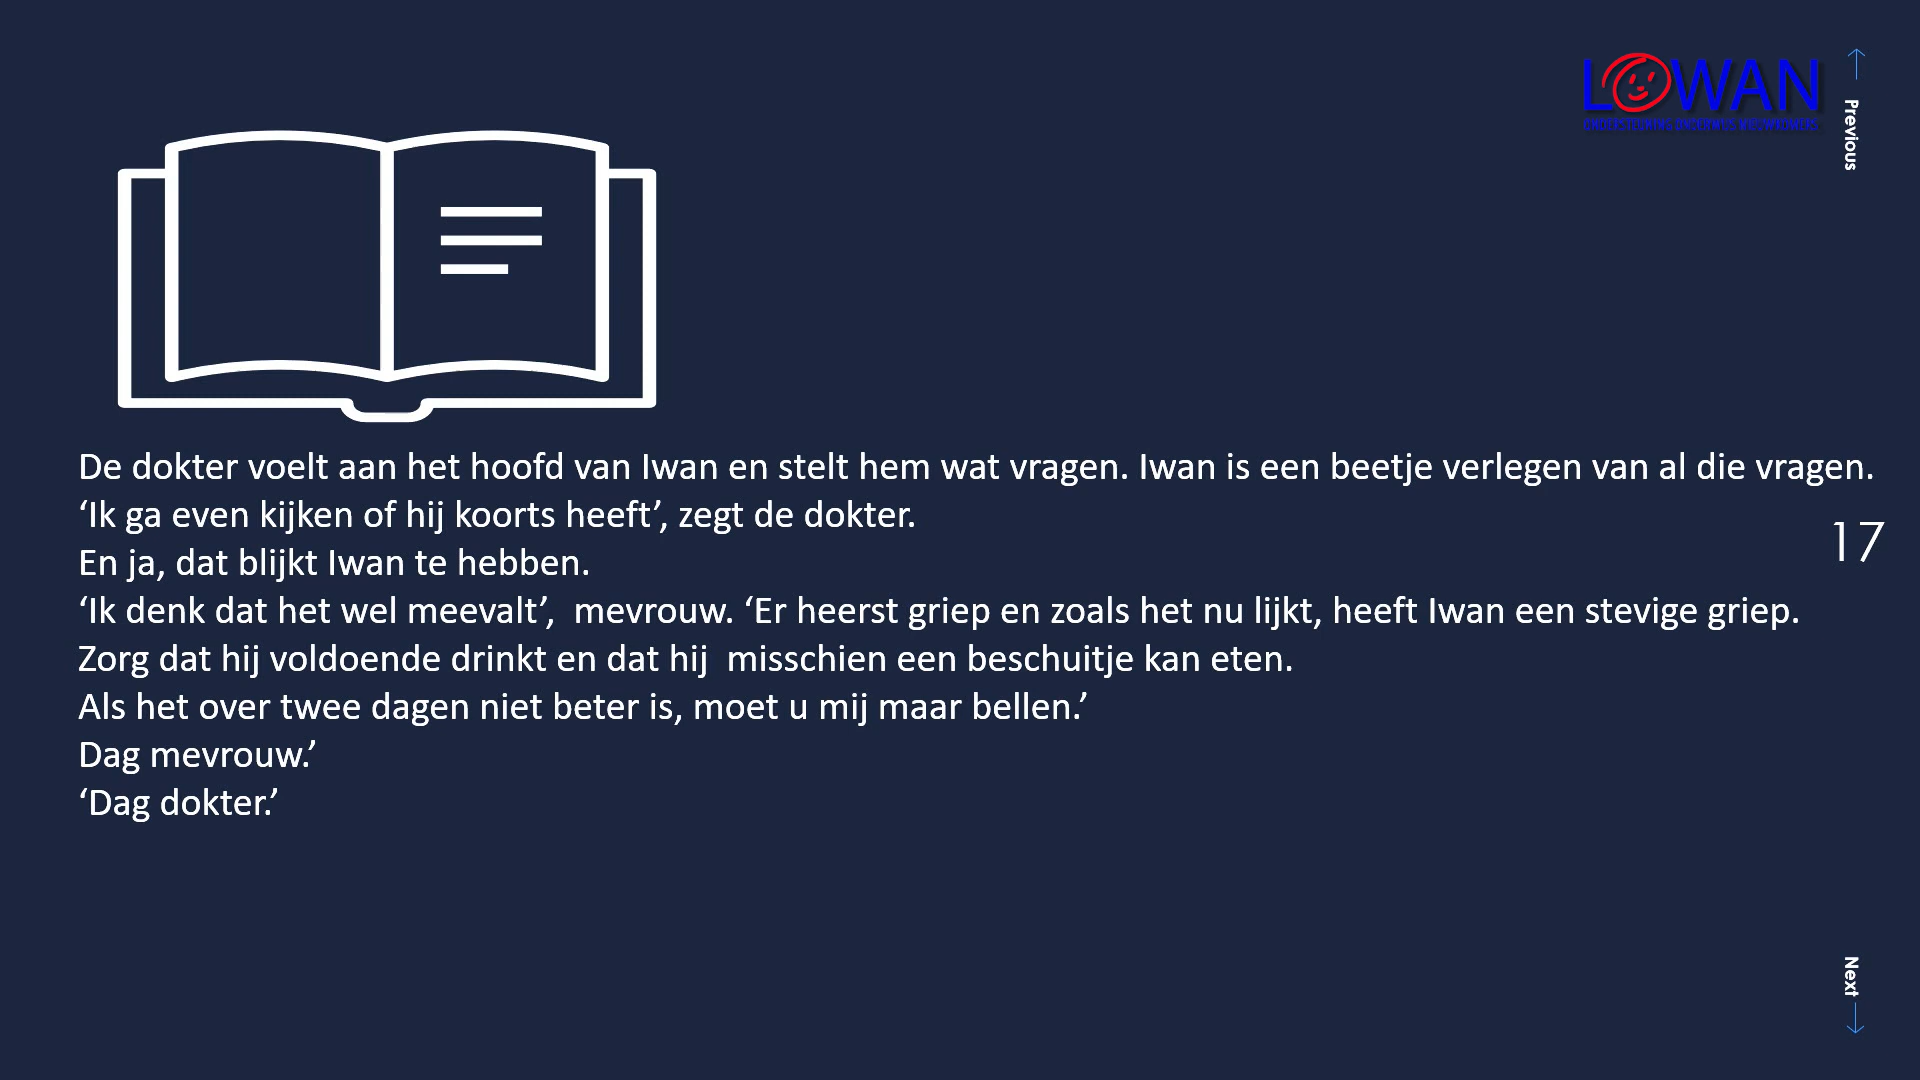 LOWAN
ONDERSTEUNING ONDERWIJS NIEUWKOMERS
Previous
De dokter voelt aan het hoofd van Iwan en stelt hem wat vragen. Iwan is een beetje verlegen van al die vragen.
‘Ik ga even kijken of hij koorts heeft’, zegt de dokter.
17
En ja, dat blijkt Iwan te hebben.
‘Ik denk dat het wel meevalt’,  mevrouw. ‘Er heerst griep en zoals het nu lijkt, heeft Iwan een stevige griep.
Zorg dat hij voldoende drinkt en dat hij  misschien een beschuitje kan eten.
Als het over twee dagen niet beter is, moet u mij maar bellen.’
Dag mevrouw.’
‘Dag dokter.’
Next